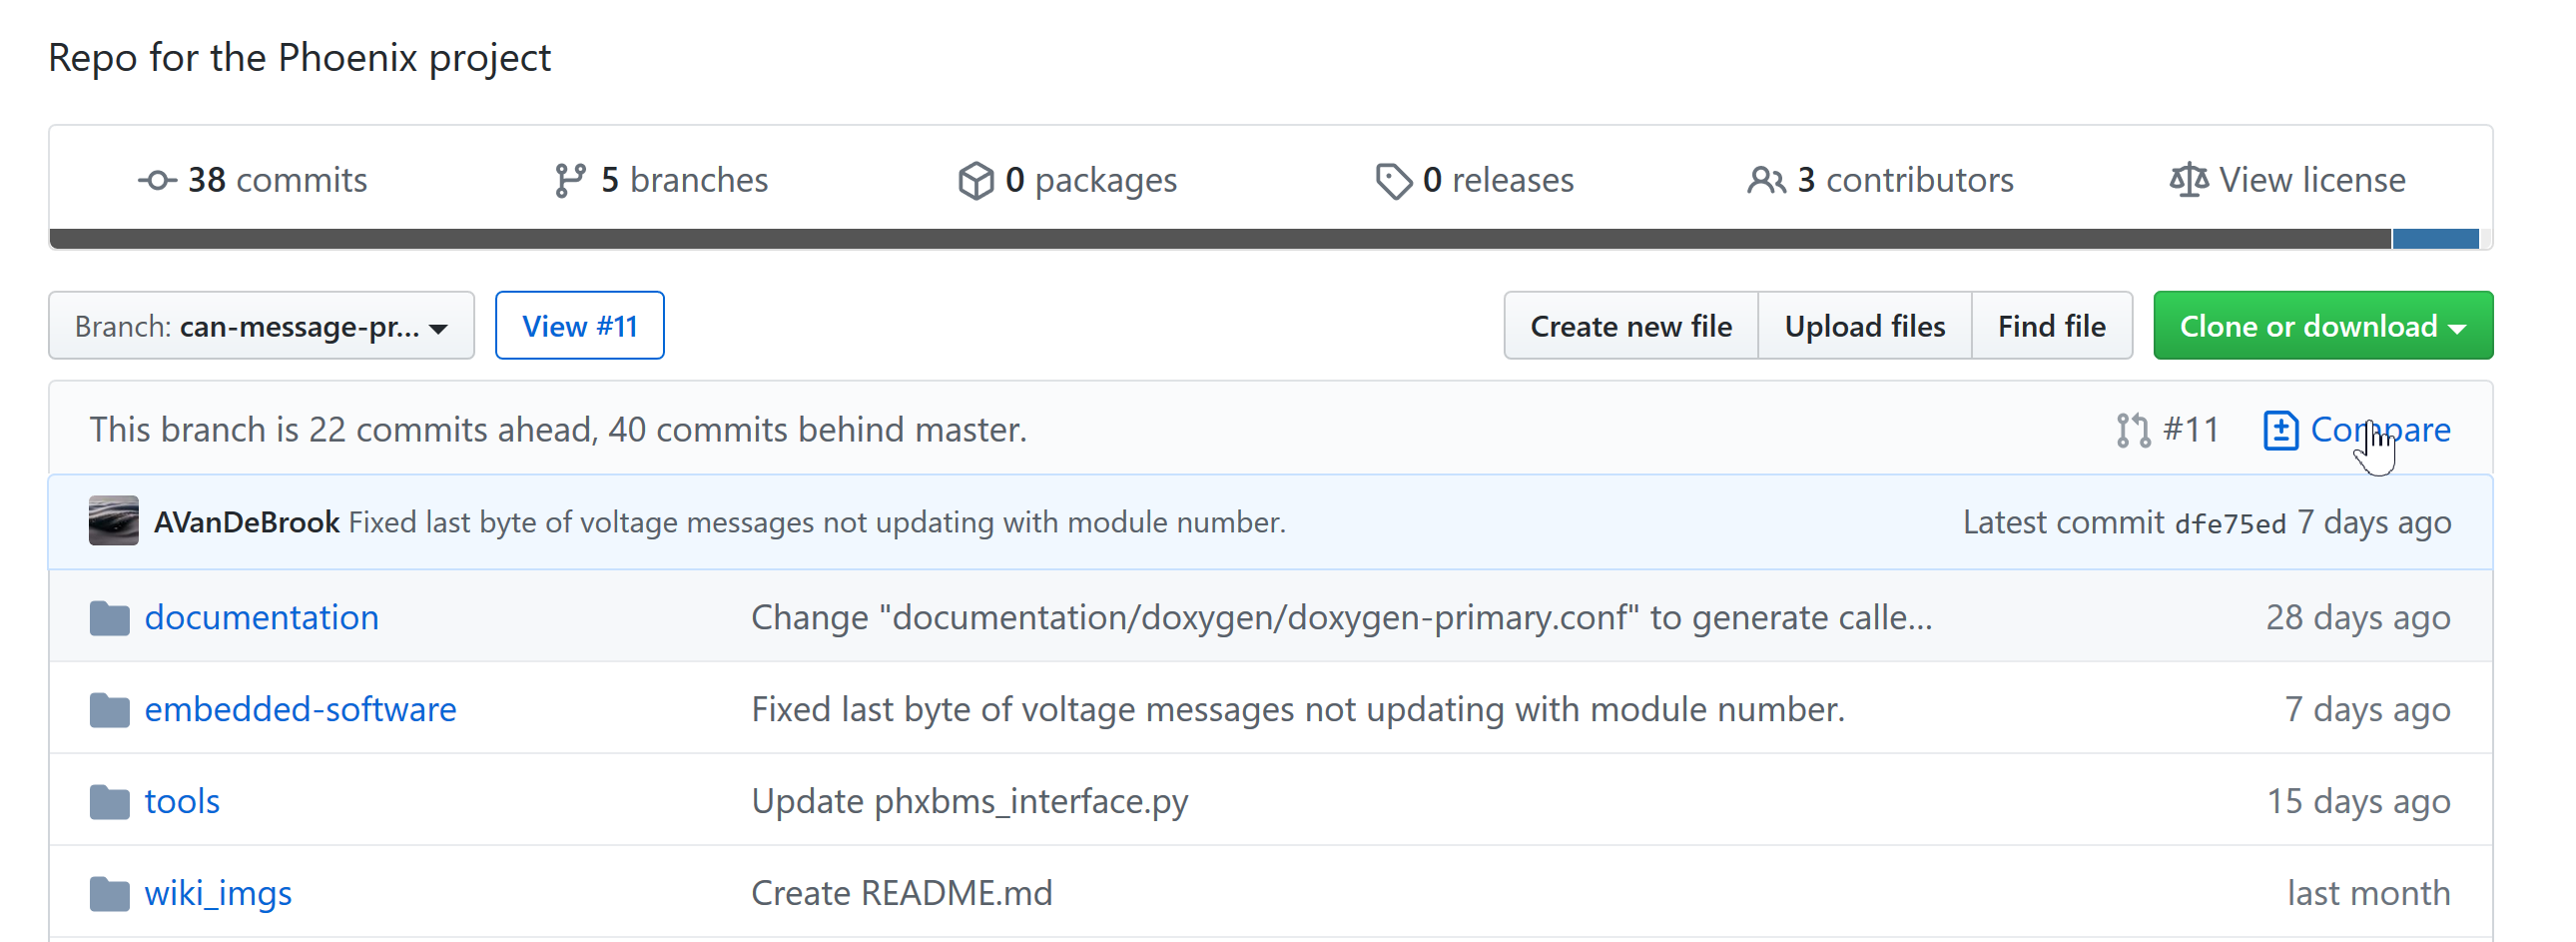 Repo for the Phoenix project
38 commits 5 branches 0 packages 0 releases 3 contributors View license
Branch: can-message-pr... View #11 Create new file Upload files Find file Clone or download
This branch is 22 commits ahead, 40 commits behind master. #11 Compare
AVanDeBrook Fixed last byte of voltage messages not updating with module number. Latest commit dfe75ed 7 days ago
documentation Change "documentation/doxygen/doxygen-primary.conf" to generate calle... 28 days ago
embedded-software Fixed last byte of voltage messages not updating with module number. 7 days ago
tools Update phxbms_interface.py 15 days ago
wiki_imgs Create README.md last month